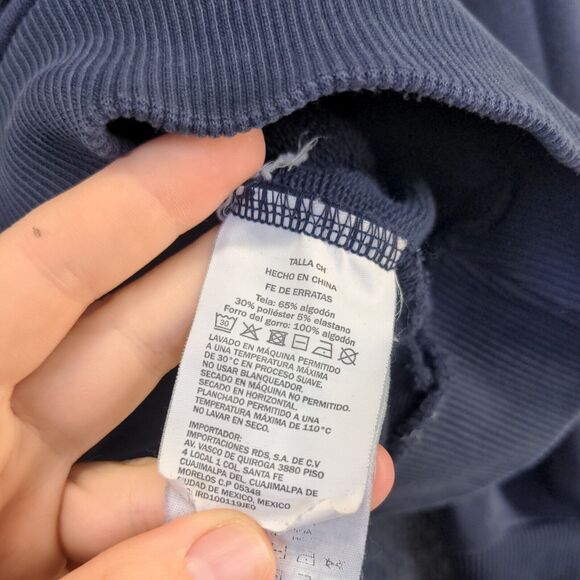 TALLA CH
HECHO EN CHINA
FE DE ERRATAS
Tela: 65% algodón
30% poliéster 5% elastano
Forro del gorro: 100% algodón
30
LAVADO EN MÁQUINA PERMITIDO
A UNA TEMPERATURA MÁXIMA
DE 30°C EN PROCESO SUAVE.
NO USAR BLANQUEADOR.
SECADO EN MÁQUINA PERMITIDO
SECADO EN HORIZONTAL.
PLANCHADO PERMITIDO A UNA
TEMPERATURA MÁXIMA DE 110°C
NO LAVAR EN SECO.
IMPORTADOR:
IMPORTACIONES RDS, S.A. DE C.V
AV. VASCO DE QUIROGA 3880 PISO
4 LOCAL 1 COL. SANTA FE
CUAJIMALPA DEL, CUAJIMALPA DE
MORELOS C.P 05348
CIUDAD DE MEXICO, MEXICO
IRD100119JE0